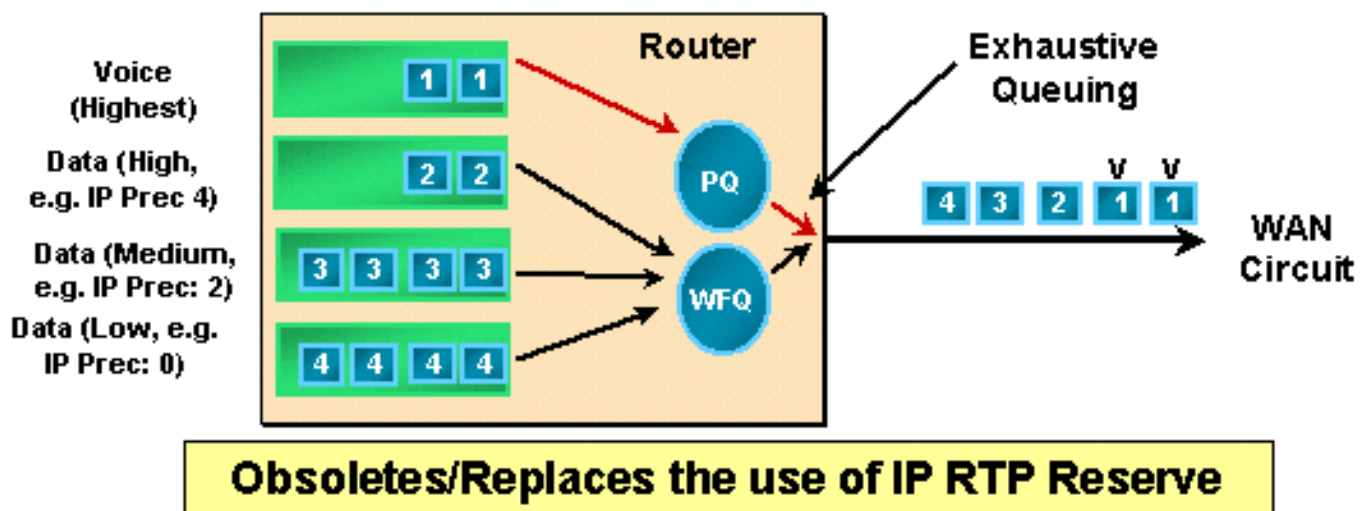 Router
Exhaustive
Queuing
Voice
(Highest)
1 1
Data (High,
e.g. IP Prec 4)
2 2
PQ
V V
4 3 2 1 1
WAN
Circuit
Data (Medium,
e.g. IP Prec: 2)
3 3 3 3
WFQ
Data (Low, e.g.
IP Prec: 0)
4 4 4 4
Obsoletes/Replaces the use of IP RTP Reserve